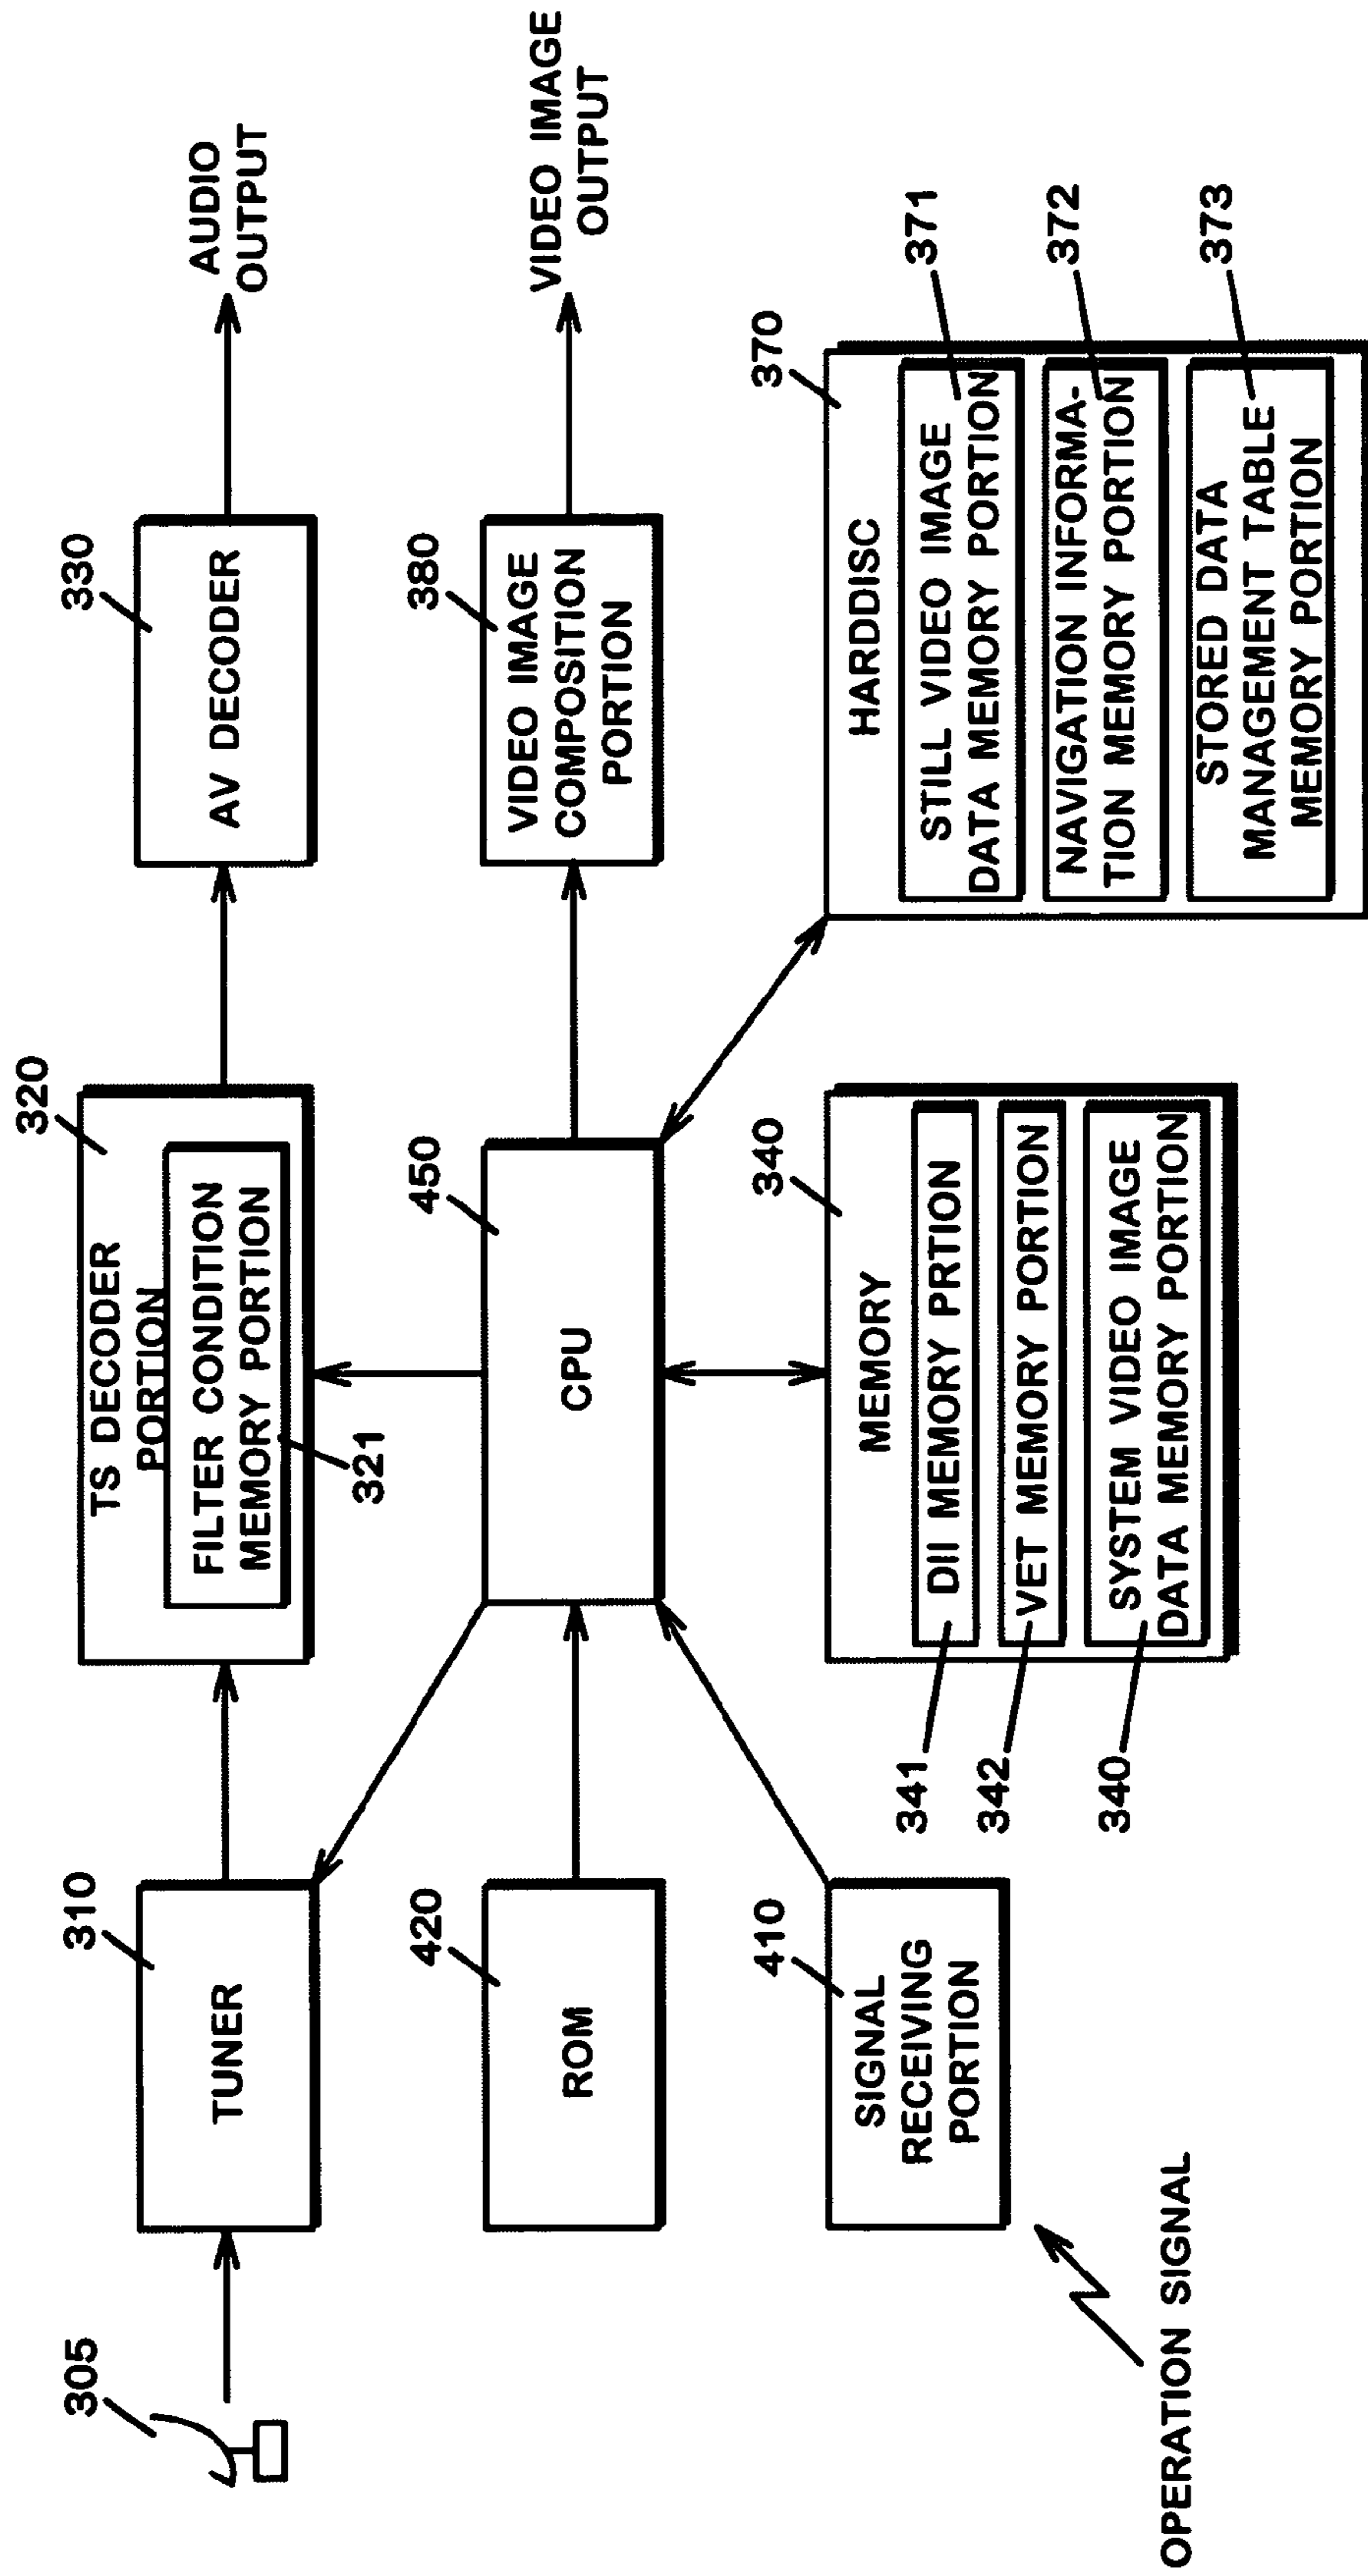 305
310
TUNER
320
TS DECODER
PORTION
FILTER CONDITION
MEMORY PORTION
321
330
AV DECODER
AUDIO
OUTPUT
420
ROM
450
CPU
380
VIDEO IMAGE
COMPOSITION
PORTION
VIDEO IMAGE
OUTPUT
410
SIGNAL
RECEIVING
PORTION
OPERATION SIGNAL
340
MEMORY
DII MEMORY PRTION
341
VET MEMORY PORTION
342
SYSTEM VIDEO IMAGE
DATA MEMORY PORTION
340
370
HARDDISC
STILL VIDEO IMAGE
DATA MEMORY PORTION
371
NAVIGATION INFORMA-
TION MEMORY PORTION
372
STORED DATA
MANAGEMENT TABLE
MEMORY PORTION
373